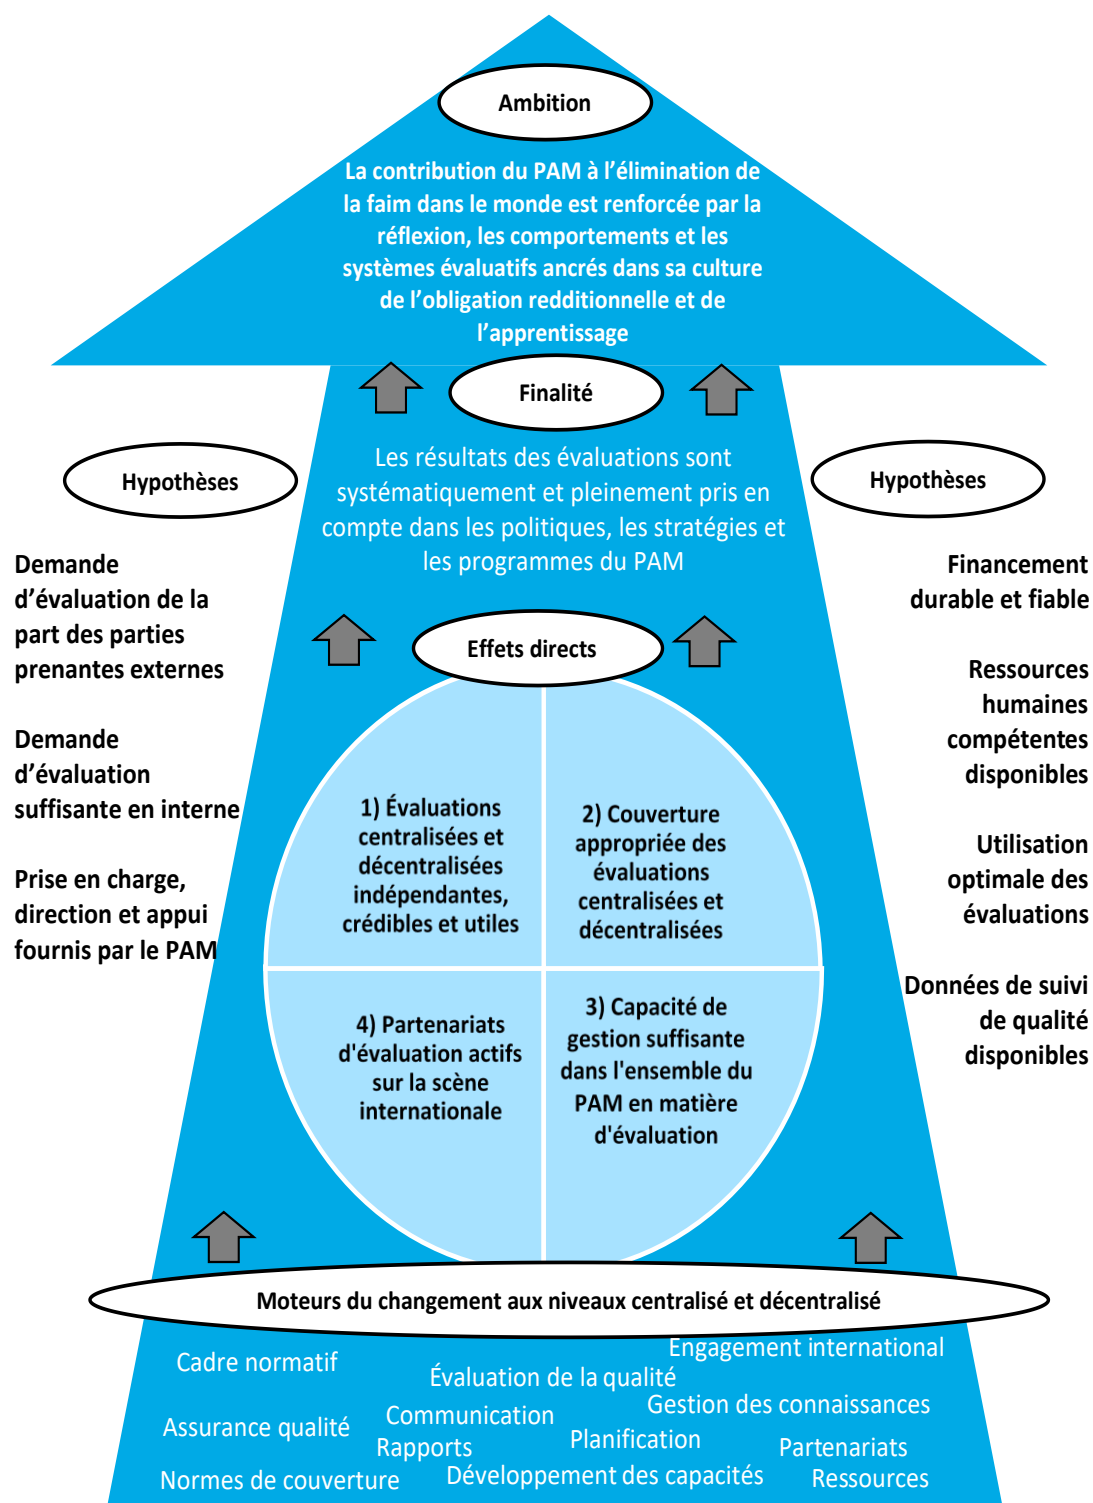 Ambition
La contribution du PAM à l’élimination de
la faim dans le monde est renforcée par la
réflexion, les comportements et les
systèmes évaluatifs ancrés dans sa culture
de l’obligation redditionnelle et de
l’apprentissage
Finalité
Les résultats des évaluations sont
systématiquement et pleinement pris en
compte dans les politiques, les stratégies et
les programmes du PAM
Hypothèses
Demande
d’évaluation de la
part des parties
prenantes externes
Demande
d’évaluation
suffisante en interne
Prise en charge,
direction et appui
fournis par le PAM
Hypothèses
Financement
durable et fiable
Ressources
humaines
compétentes
disponibles
Utilisation
optimale des
évaluations
Données de suivi
de qualité
disponibles
Effets directs
1) Évaluations
centralisées et
décentralisées
indépendantes,
crédibles et utiles
2) Couverture
appropriée des
évaluations
centralisées et
décentralisées
4) Partenariats
d'évaluation actifs
sur la scène
internationale
3) Capacité de
gestion suffisante
dans l'ensemble du
PAM en matière
d'évaluation
Moteurs du changement aux niveaux centralisé et décentralisé
Cadre normatif
Évaluation de la qualité
Engagement international
Assurance qualité
Communication
Gestion des connaissances
Rapports
Planification
Partenariats
Normes de couverture
Développement des capacités
Ressources